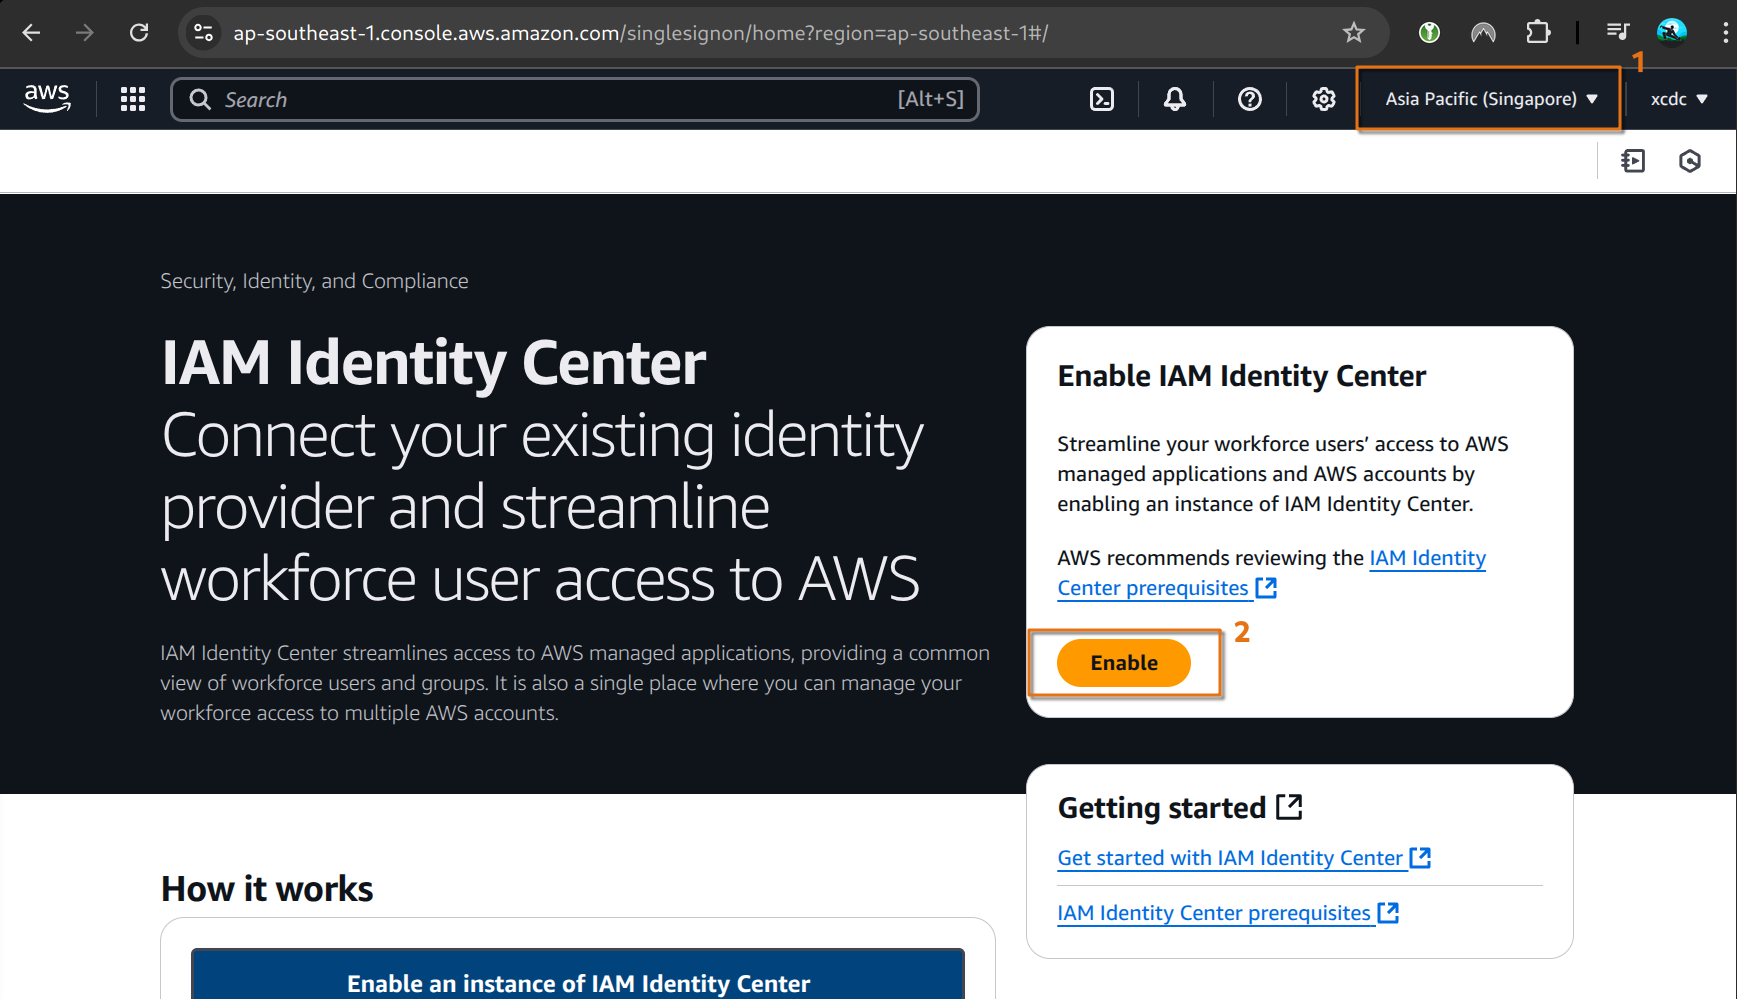 ap-southeast-1.console.aws.amazon.com/singlesignon/home?region=ap-southeast-1#/
1
aws
Search
[Alt+S]
Asia Pacific (Singapore)
xcdc
Security, Identity, and Compliance
IAM Identity Center
Connect your existing identity
provider and streamline
workforce user access to AWS
IAM Identity Center streamlines access to AWS managed applications, providing a common
view of workforce users and groups. It is also a single place where you can manage your
workforce access to multiple AWS accounts.
Enable IAM Identity Center
Streamline your workforce users’ access to AWS
managed applications and AWS accounts by
enabling an instance of IAM Identity Center.
AWS recommends reviewing the IAM Identity
Center prerequisites
2
Enable
Getting started
Get started with IAM Identity Center
IAM Identity Center prerequisites
How it works
Enable an instance of IAM Identity Center